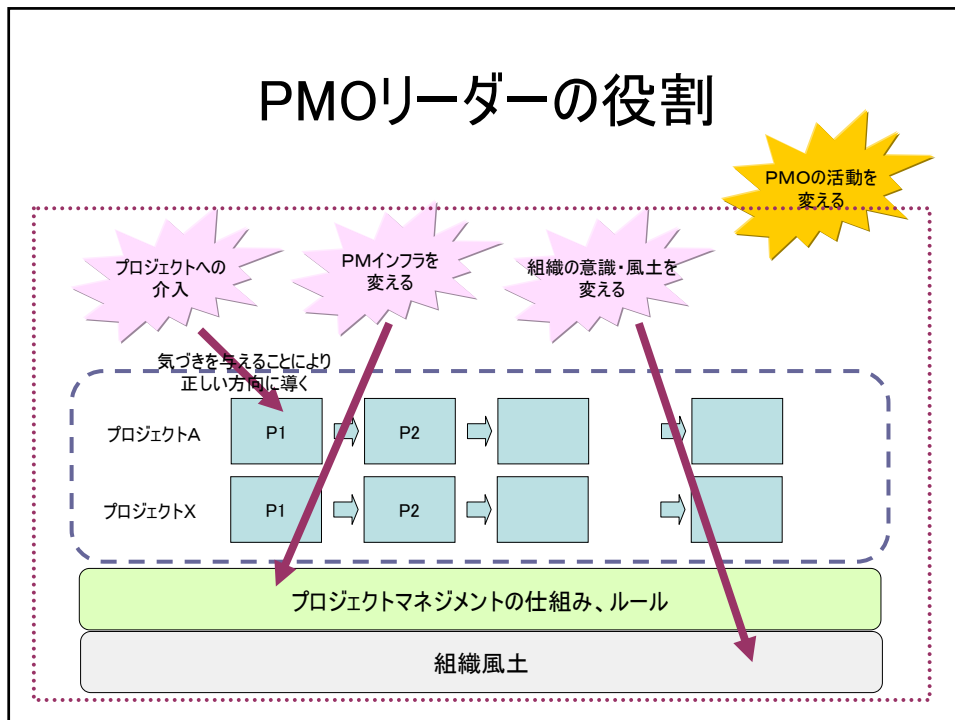 PMOリーダーの役割
PMOの活動を
変える
プロジェクトへの
介入
PMインフラを
変える
組織の意識・風土を
変える
気づきを与えることにより
正しい方向に導く
プロジェクトA
P1
P2
プロジェクトX
P1
P2
プロジェクトマネジメントの仕組み、ルール
組織風土